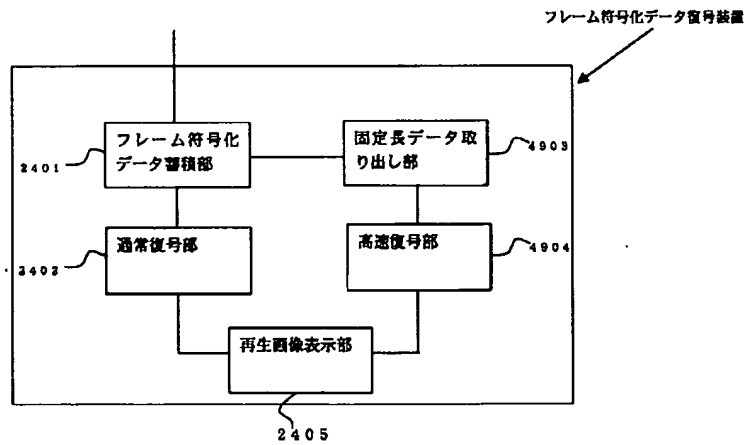 フレーム符号化データ復号装置
フレーム符号化
データ蓄積部
固定長データ取
り出し部
2401
4903
通常復号部
高速復号部
2402
4904
再生画像表示部
2405